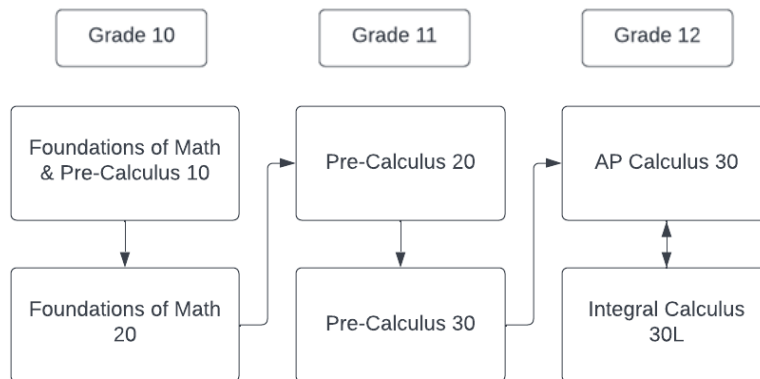 Grade 10
Grade 11
Grade 12
Foundations of Math
& Pre-Calculus 10
Pre-Calculus 20
AP Calculus 30
Foundations of Math
20
Pre-Calculus 30
Integral Calculus
30L